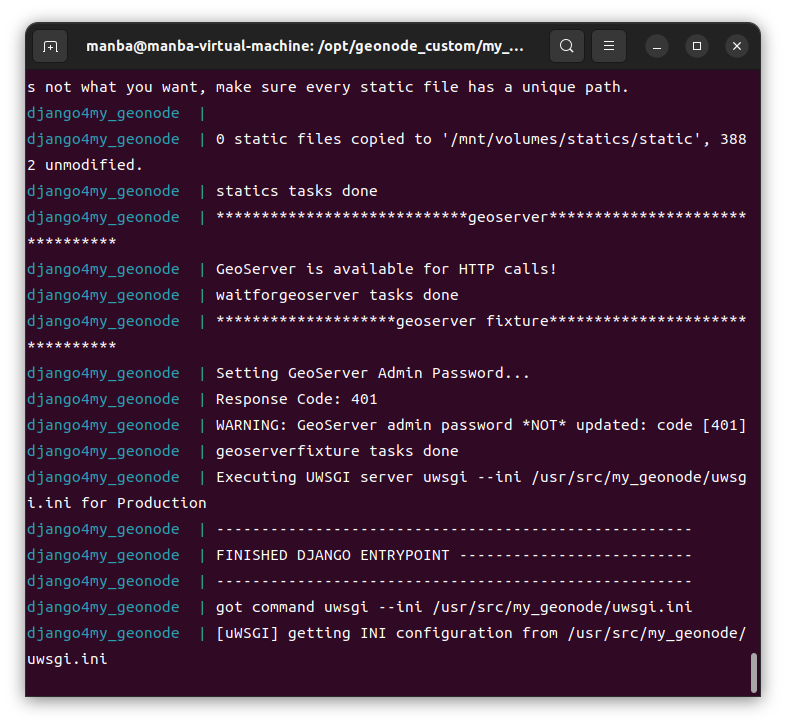 manba@manba-virtual-machine: /opt/geonode_custom/my_...
s not what you want, make sure every static file has a unique path.
django4my_geonode  |
django4my_geonode  | 0 static files copied to '/mnt/volumes/statics/static', 388
2 unmodified.
django4my_geonode  | statics tasks done
django4my_geonode  | ****************************geoserver**********************
**********
django4my_geonode  | GeoServer is available for HTTP calls!
django4my_geonode  | waitforgeoserver tasks done
django4my_geonode  | ********************geoserver fixture**********************
**********
django4my_geonode  | Setting GeoServer Admin Password...
django4my_geonode  | Response Code: 401
django4my_geonode  | WARNING: GeoServer admin password *NOT* updated: code [401]
django4my_geonode  | geoserverfixture tasks done
django4my_geonode  | Executing UWSGI server uwsgi --ini /usr/src/my_geonode/uwsg
i.ini for Production
django4my_geonode  | -----------------------------------------------------
django4my_geonode  | FINISHED DJANGO ENTRYPOINT --------------------------
django4my_geonode  | -----------------------------------------------------
django4my_geonode  | got command uwsgi --ini /usr/src/my_geonode/uwsgi.ini
django4my_geonode  | [uWSGI] getting INI configuration from /usr/src/my_geonode/
uwsgi.ini